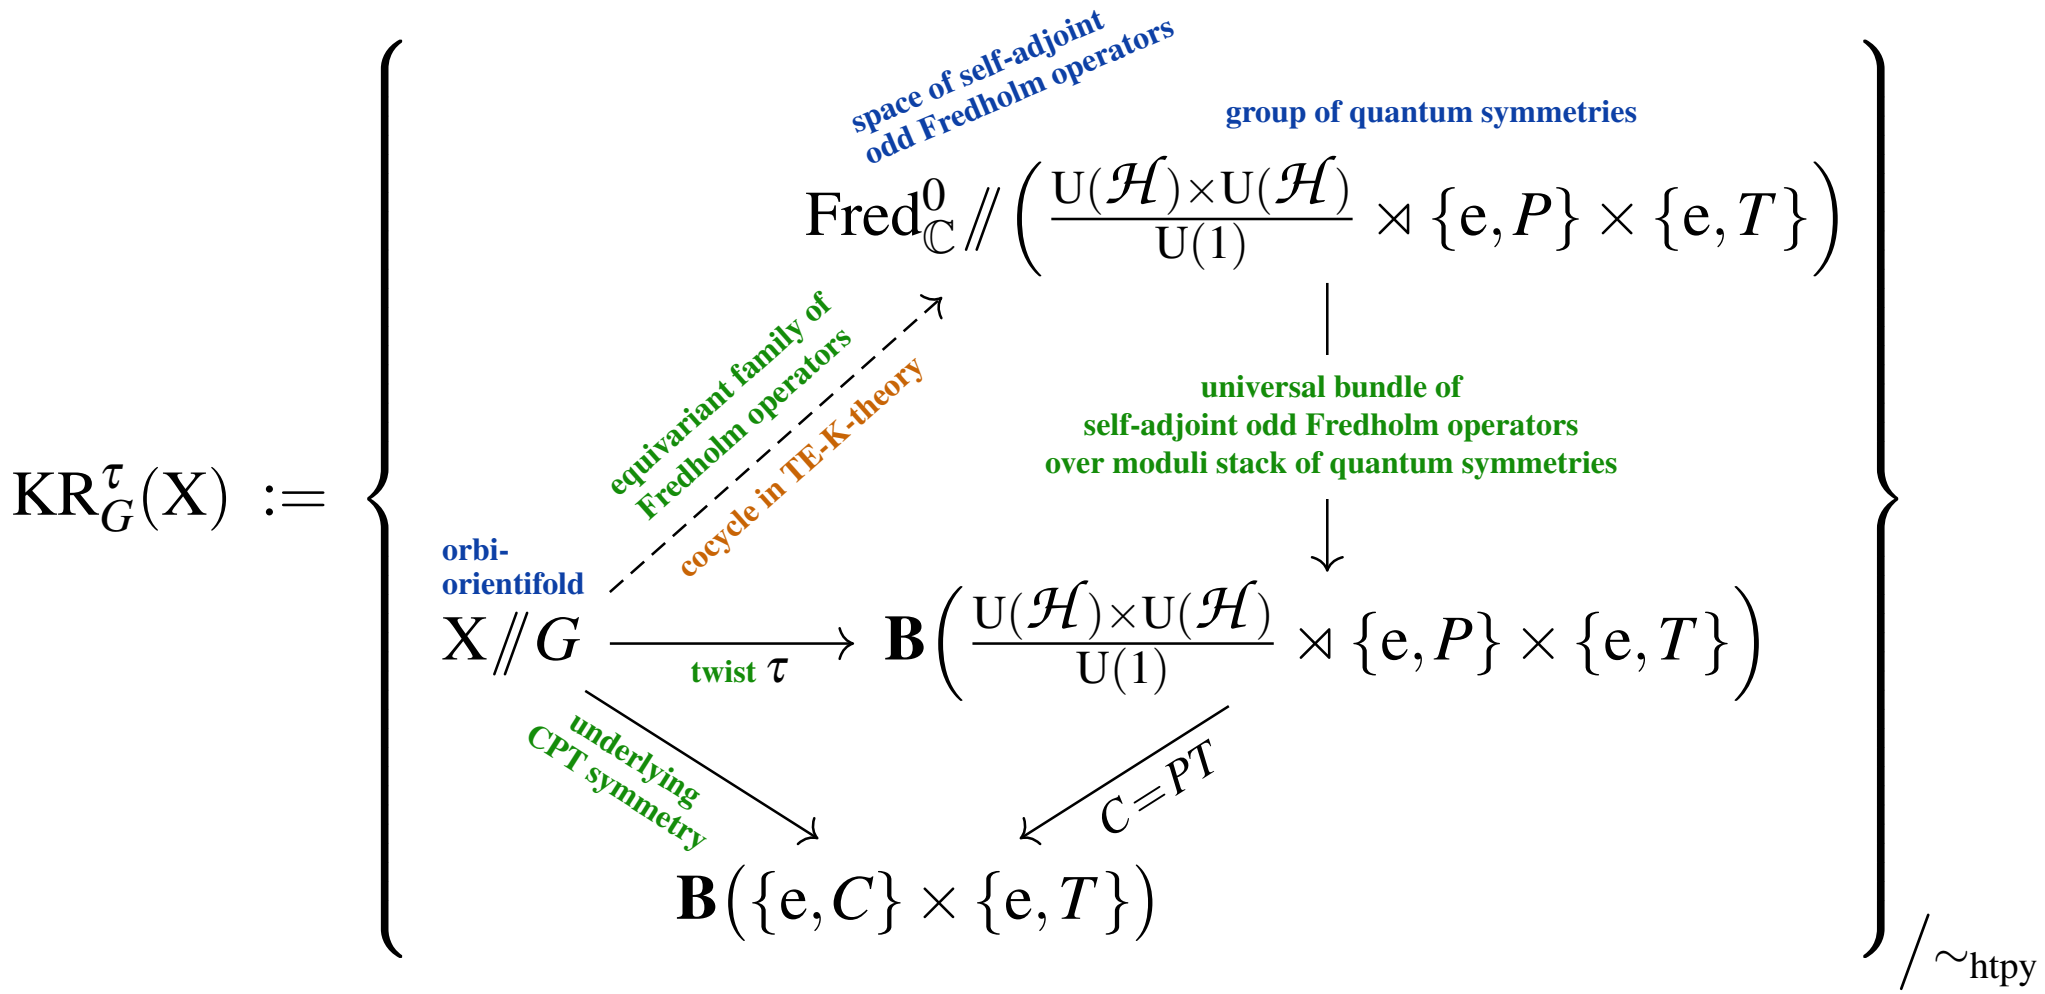 space of self-adjoint
odd Fredholm operators
group of quantum symmetries
Fred⁰_ℂ ⫽ ( U(ℋ)×U(ℋ) / U(1) ⋊ {e, P} × {e, T} )
equivariant family of
Fredholm operators
cocycle in TE-K-theory
universal bundle of
self-adjoint odd Fredholm operators
over moduli stack of quantum symmetries
KR^τ_G(X) :=
orbi-
orientifold
X⫽G
twist τ
B( U(ℋ)×U(ℋ) / U(1) ⋊ {e, P} × {e, T} )
underlying
CPT symmetry
C=PT
B({e, C} × {e, T})
/∼htpy